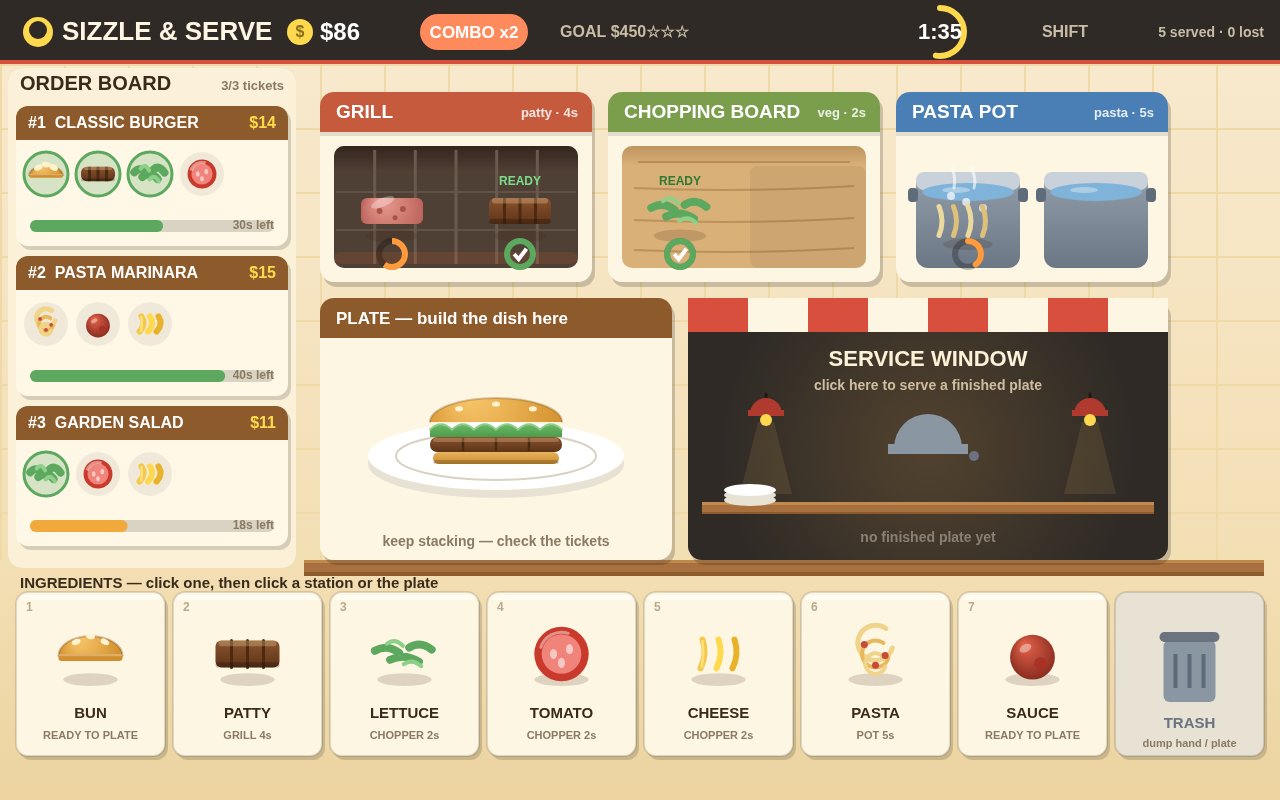 SIZZLE & SERVE
$ $86
COMBO x2
GOAL $450☆☆☆
1:35
SHIFT
5 served · 0 lost
ORDER BOARD
3/3 tickets
#1 CLASSIC BURGER $14
30s left
#2 PASTA MARINARA $15
40s left
#3 GARDEN SALAD $11
18s left
GRILL patty · 4s
READY
CHOPPING BOARD veg · 2s
READY
PASTA POT pasta · 5s
PLATE — build the dish here
keep stacking — check the tickets
SERVICE WINDOW
click here to serve a finished plate
no finished plate yet
INGREDIENTS — click one, then click a station or the plate
1
BUN
READY TO PLATE
2
PATTY
GRILL 4s
3
LETTUCE
CHOPPER 2s
4
TOMATO
CHOPPER 2s
5
CHEESE
CHOPPER 2s
6
PASTA
POT 5s
7
SAUCE
READY TO PLATE
TRASH
dump hand / plate